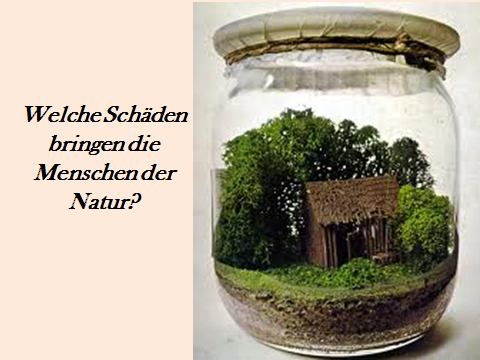 Welche Schäden
bringen die
Menschen der
Natur?